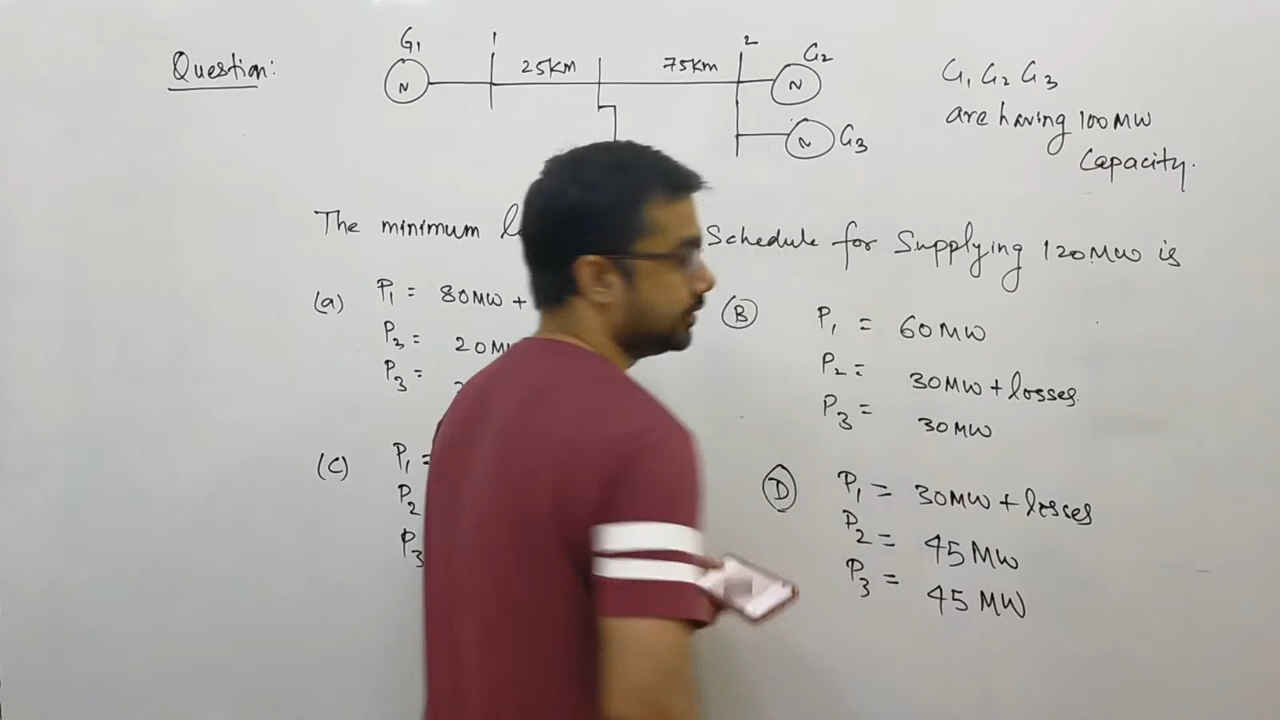 Question:
G1 1 25KM 75KM 2 G2
N N
N G3
G1 G2 G3
are having 100MW
Capacity.
The minimum Schedule for Supplying 120MW is
(a) P1 = 80MW +
P3 = 20M
P3 =
(B) P1 = 60MW
P2 = 30MW + losses
P3 = 30MW
(C) P1 =
P2
P3
(D) P1 = 30MW + losses
P2 = 45MW
P3 = 45 MW